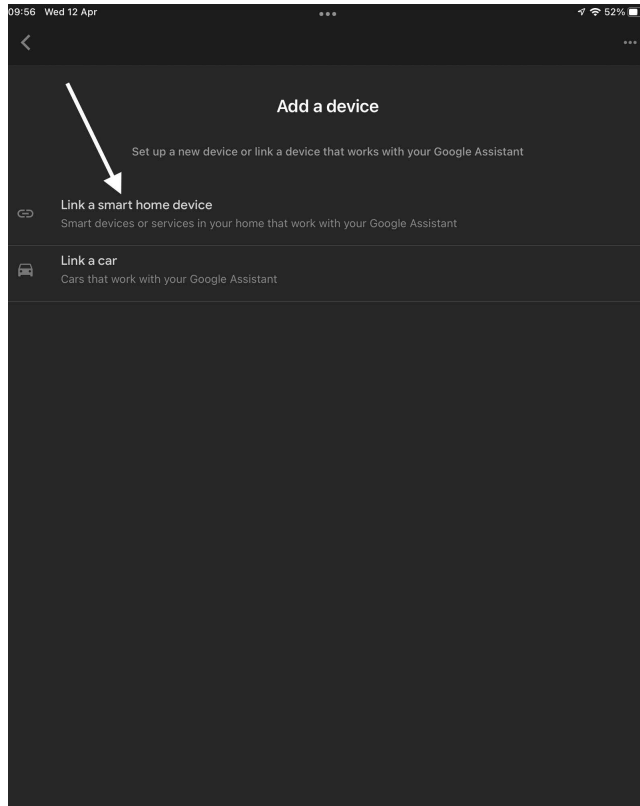 09:56 Wed 12 Apr 52%
Add a device
Set up a new device or link a device that works with your Google Assistant
Link a smart home device
Smart devices or services in your home that work with your Google Assistant
Link a car
Cars that work with your Google Assistant